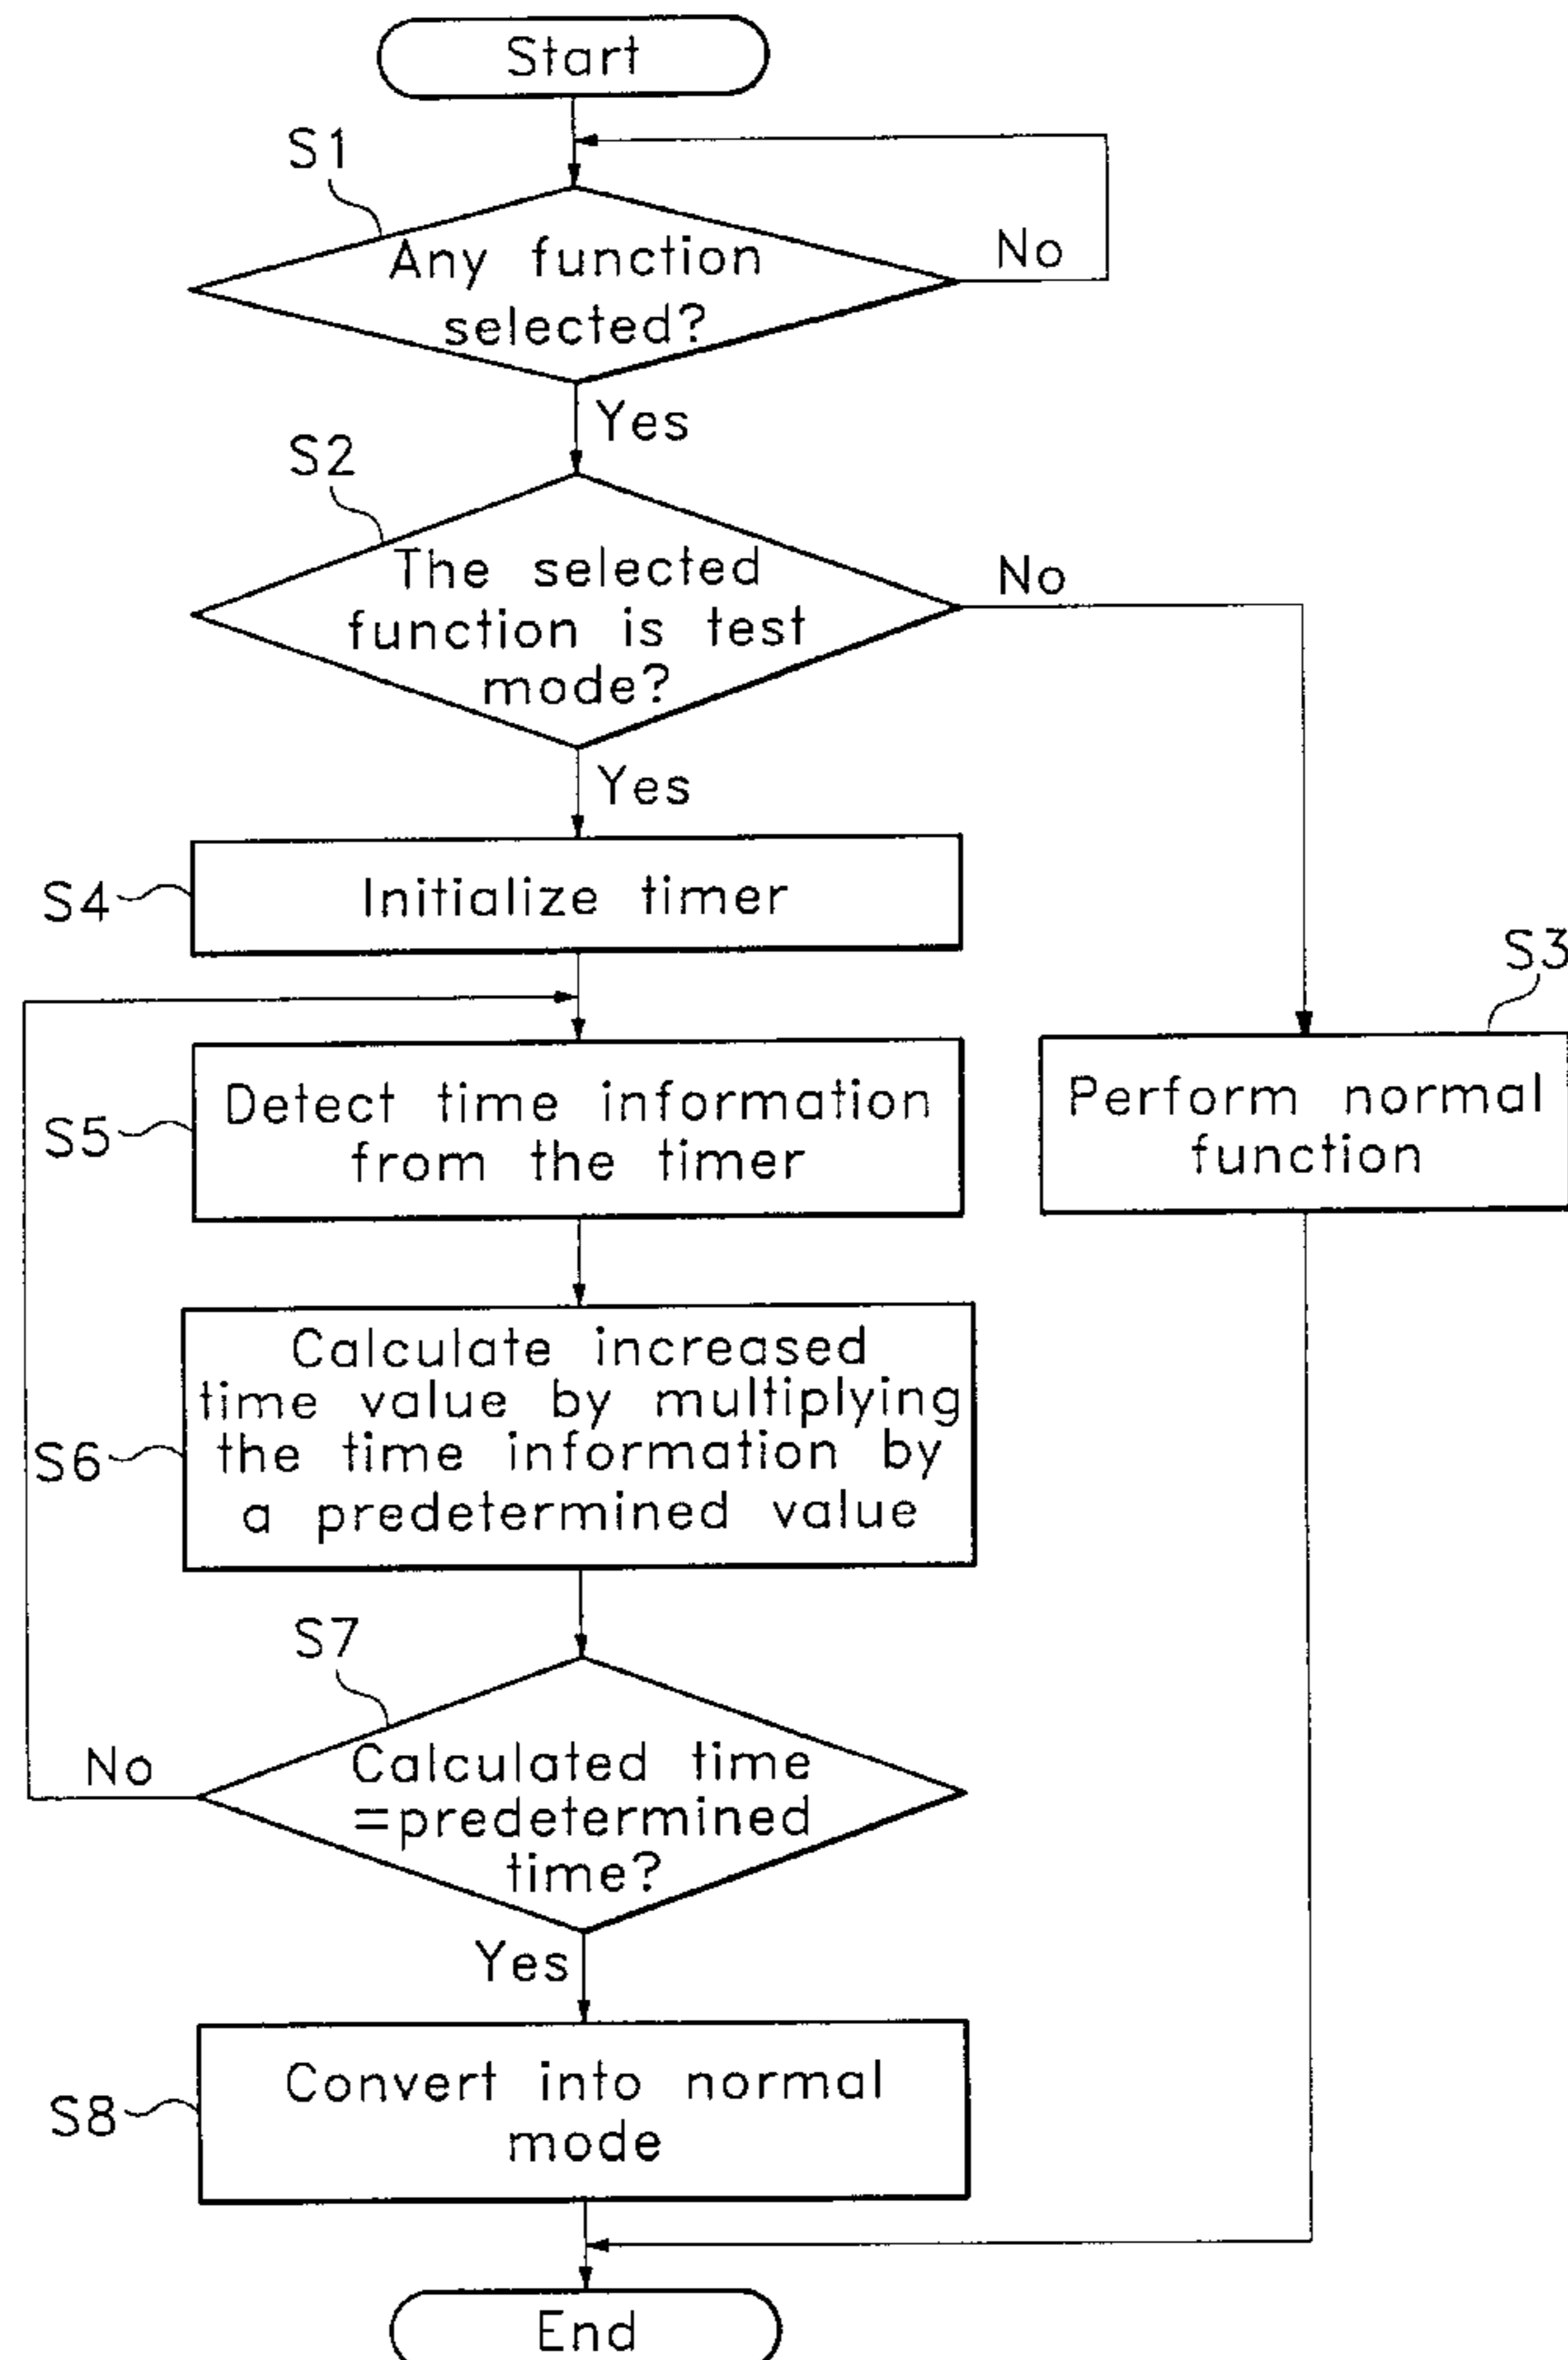 Start
S1
Any function
selected?
No
Yes
S2
The selected
function is test
mode?
No
Yes
S4
Initialize timer
S3
S5
Detect time information
from the timer
Perform normal
function
S6
Calculate increased
time value by multiplying
the time information by
a predetermined value
S7
No
Calculated time
=predetermined
time?
Yes
S8
Convert into normal
mode
End